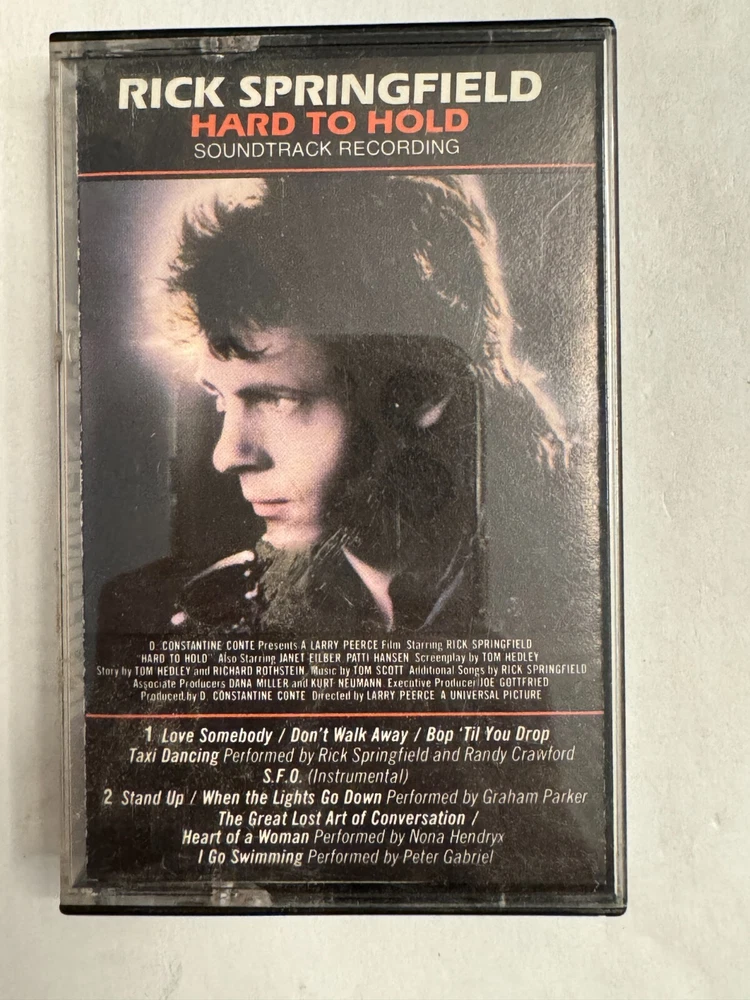 RICK SPRINGFIELD
HARD TO HOLD
SOUNDTRACK RECORDING
D. CONSTANTINE CONTE Presents A LARRY PEERCE Film Starring RICK SPRINGFIELD
"HARD TO HOLD" Also Starring JANET EILBER PATTI HANSEN Screenplay by TOM HEDLEY
Story by TOM HEDLEY and RICHARD ROTHSTEIN Music by TOM SCOTT Additional Songs by RICK SPRINGFIELD
Associate Producers DANA MILLER and KURT NEUMANN Executive Producer JOE GOTTFRIED
Produced by D. CONSTANTINE CONTE Directed by LARRY PEERCE A UNIVERSAL PICTURE
1 Love Somebody / Don't Walk Away / Bop 'Til You Drop
Taxi Dancing Performed by Rick Springfield and Randy Crawford
S.F.O. (Instrumental)
2 Stand Up / When the Lights Go Down Performed by Graham Parker
The Great Lost Art of Conversation /
Heart of a Woman Performed by Nona Hendryx
I Go Swimming Performed by Peter Gabriel